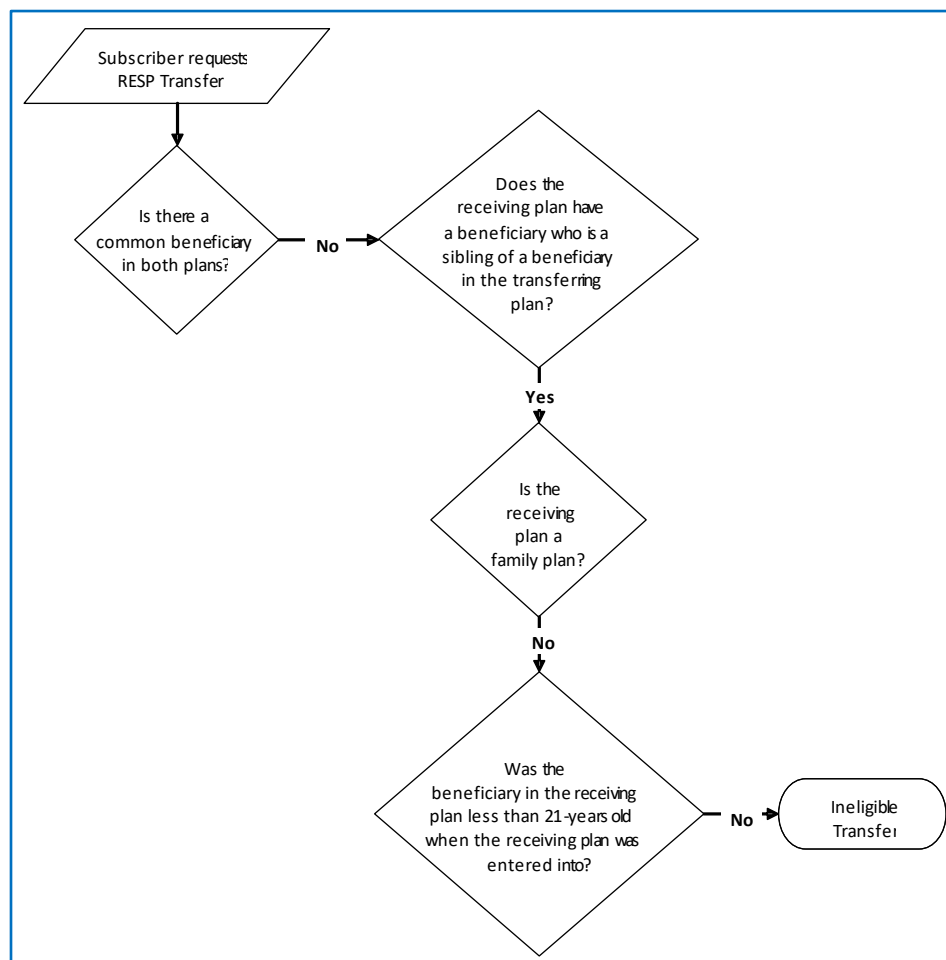 Subscriber requests
RESP Transfer
Is there a
common beneficiary
in both plans?
No
Does the
receiving plan have
a beneficiary who is a
sibling of a beneficiary
in the transferring
plan?
Yes
Is the
receiving
plan a
family plan?
No
Was the
beneficiary in the receiving
plan less than 21-years old
when the receiving plan was
entered into?
No
Ineligible
Transfer